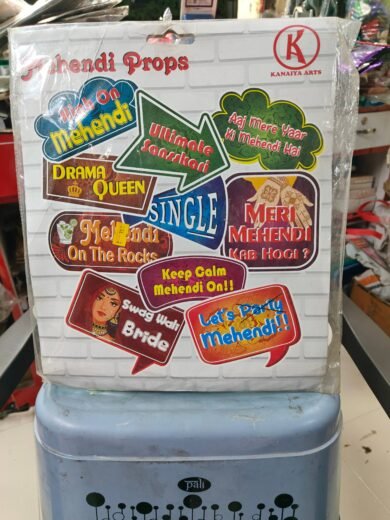 Mehendi Props
K
KANAIYA ARTS
High On
Mehendi
Ultimate
Sansskari
Aaj Mere Yaar
Ki Mehendi Hai
DRAMA
QUEEN
SINGLE
MERI
MEHENDI
KAB HOGI ?
Mehendi
On The Rocks
Keep Calm
Mehendi On!!
Swag Wali
Bride
Let's Party
Mehendi!!
pali